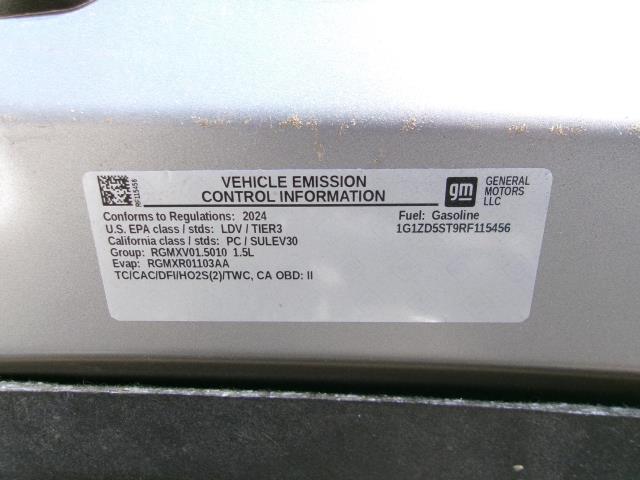 VEHICLE EMISSION
CONTROL INFORMATION
RF115456
gm
GENERAL
MOTORS
LLC
Conforms to Regulations: 2024
U.S. EPA class / stds: LDV / TIER3
California class / stds: PC / SULEV30
Group: RGMXV01.5010 1.5L
Evap: RGMXR01103AA
TC/CAC/DFI/HO2S(2)/TWC, CA OBD: II
Fuel: Gasoline
1G1ZD5ST9RF115456